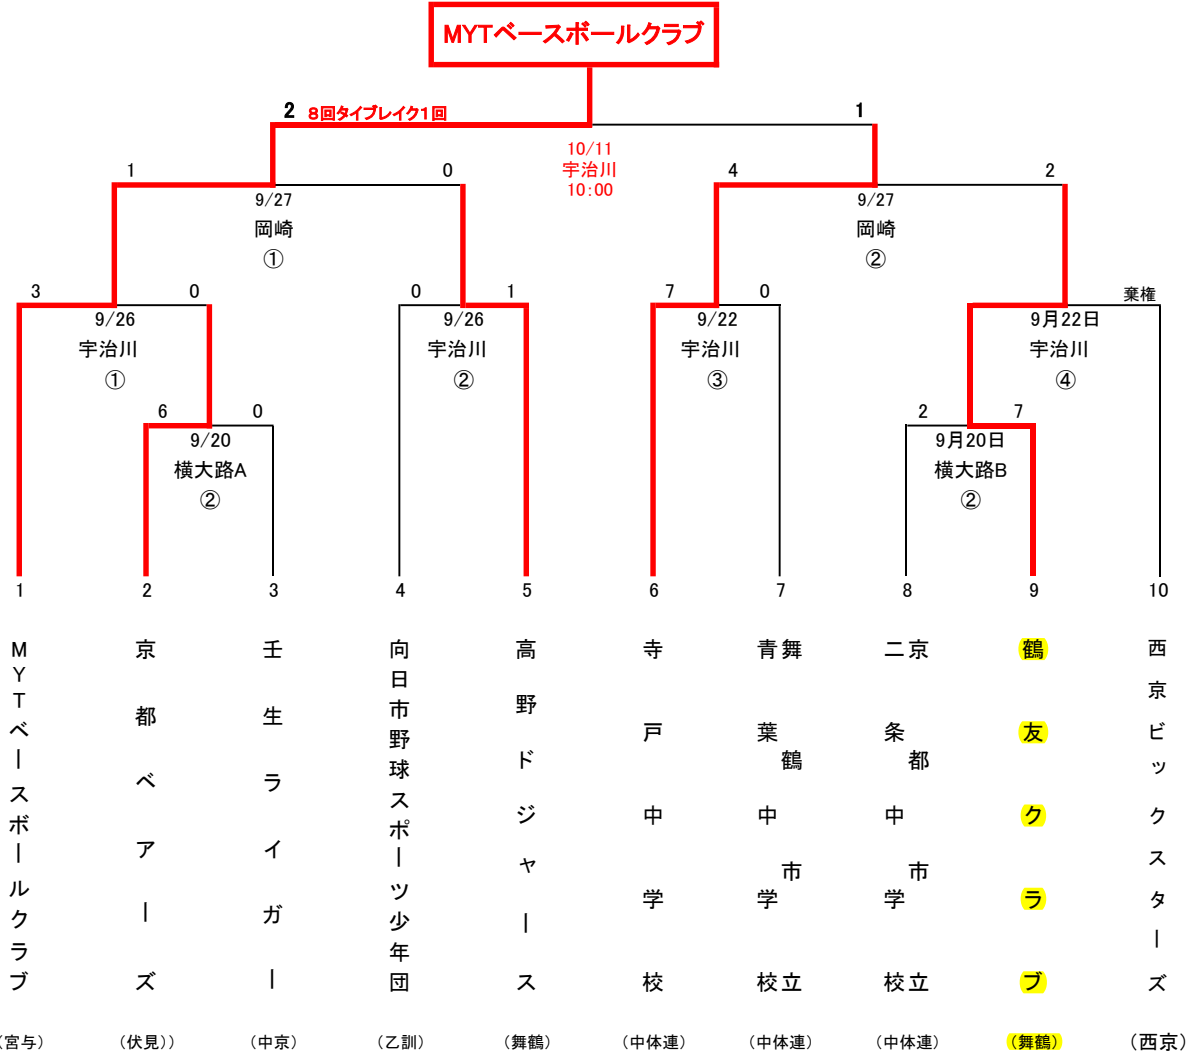 MYTベースボールクラブ
2 8回タイブレイク1回 1
10/11
宇治川
10:00
1 0 4 2
9/27 9/27
岡崎 岡崎
① ②
3 0 0 1 7 0 棄権
9/26 9/26 9/22 9月22日
宇治川 宇治川 宇治川 宇治川
① ② ③ ④
6 0 2 7
9/20 9月20日
横大路A 横大路B
② ②
1 2 3 4 5 6 7 8 9 10
MYTベースボールクラブ
京都ベアーズ
壬生ライガー
向日市野球スポーツ少年団
高野ドジャース
寺戸中学校
舞鶴市立
青葉中学校
京都市立
二条中学校
鶴友クラブ
西京ビックスターズ
(宮与) (伏見)) (中京) (乙訓) (舞鶴) (中体連) (中体連) (中体連) (舞鶴) (西京)